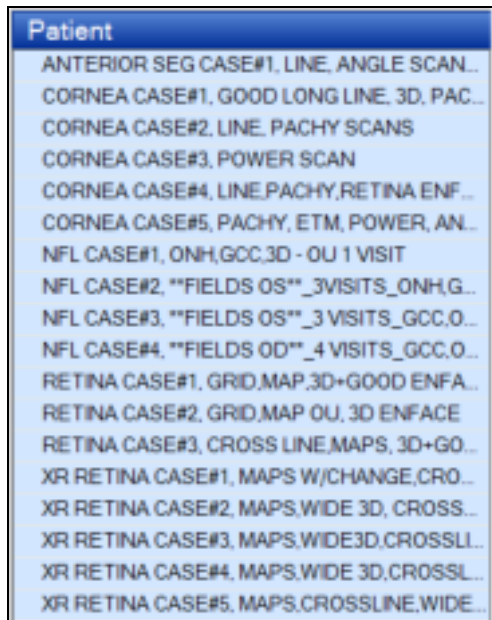 Patient
ANTERIOR SEG CASE#1, LINE, ANGLE SCAN...
CORNEA CASE#1, GOOD LONG LINE, 3D, PAC...
CORNEA CASE#2, LINE, PACHY SCANS
CORNEA CASE#3, POWER SCAN
CORNEA CASE#4, LINE,PACHY,RETINA ENF...
CORNEA CASE#5, PACHY, ETM, POWER, AN...
NFL CASE#1, ONH,GCC,3D - OU 1 VISIT
NFL CASE#2, **FIELDS OS**_3VISITS_ONH,G...
NFL CASE#3, **FIELDS OS**_3 VISITS_GCC,O...
NFL CASE#4, **FIELDS OD**_4 VISITS_GCC,O...
RETINA CASE#1, GRID,MAP,3D+GOOD ENFA...
RETINA CASE#2, GRID,MAP OU, 3D ENFACE
RETINA CASE#3, CROSS LINE,MAPS, 3D+GO...
XR RETINA CASE#1, MAPS W/CHANGE,CRO...
XR RETINA CASE#2, MAPS,WIDE 3D, CROSS...
XR RETINA CASE#3, MAPS,WIDE3D,CROSSLI...
XR RETINA CASE#4, MAPS,WIDE 3D,CROSSL...
XR RETINA CASE#5, MAPS,CROSSLINE,WIDE...